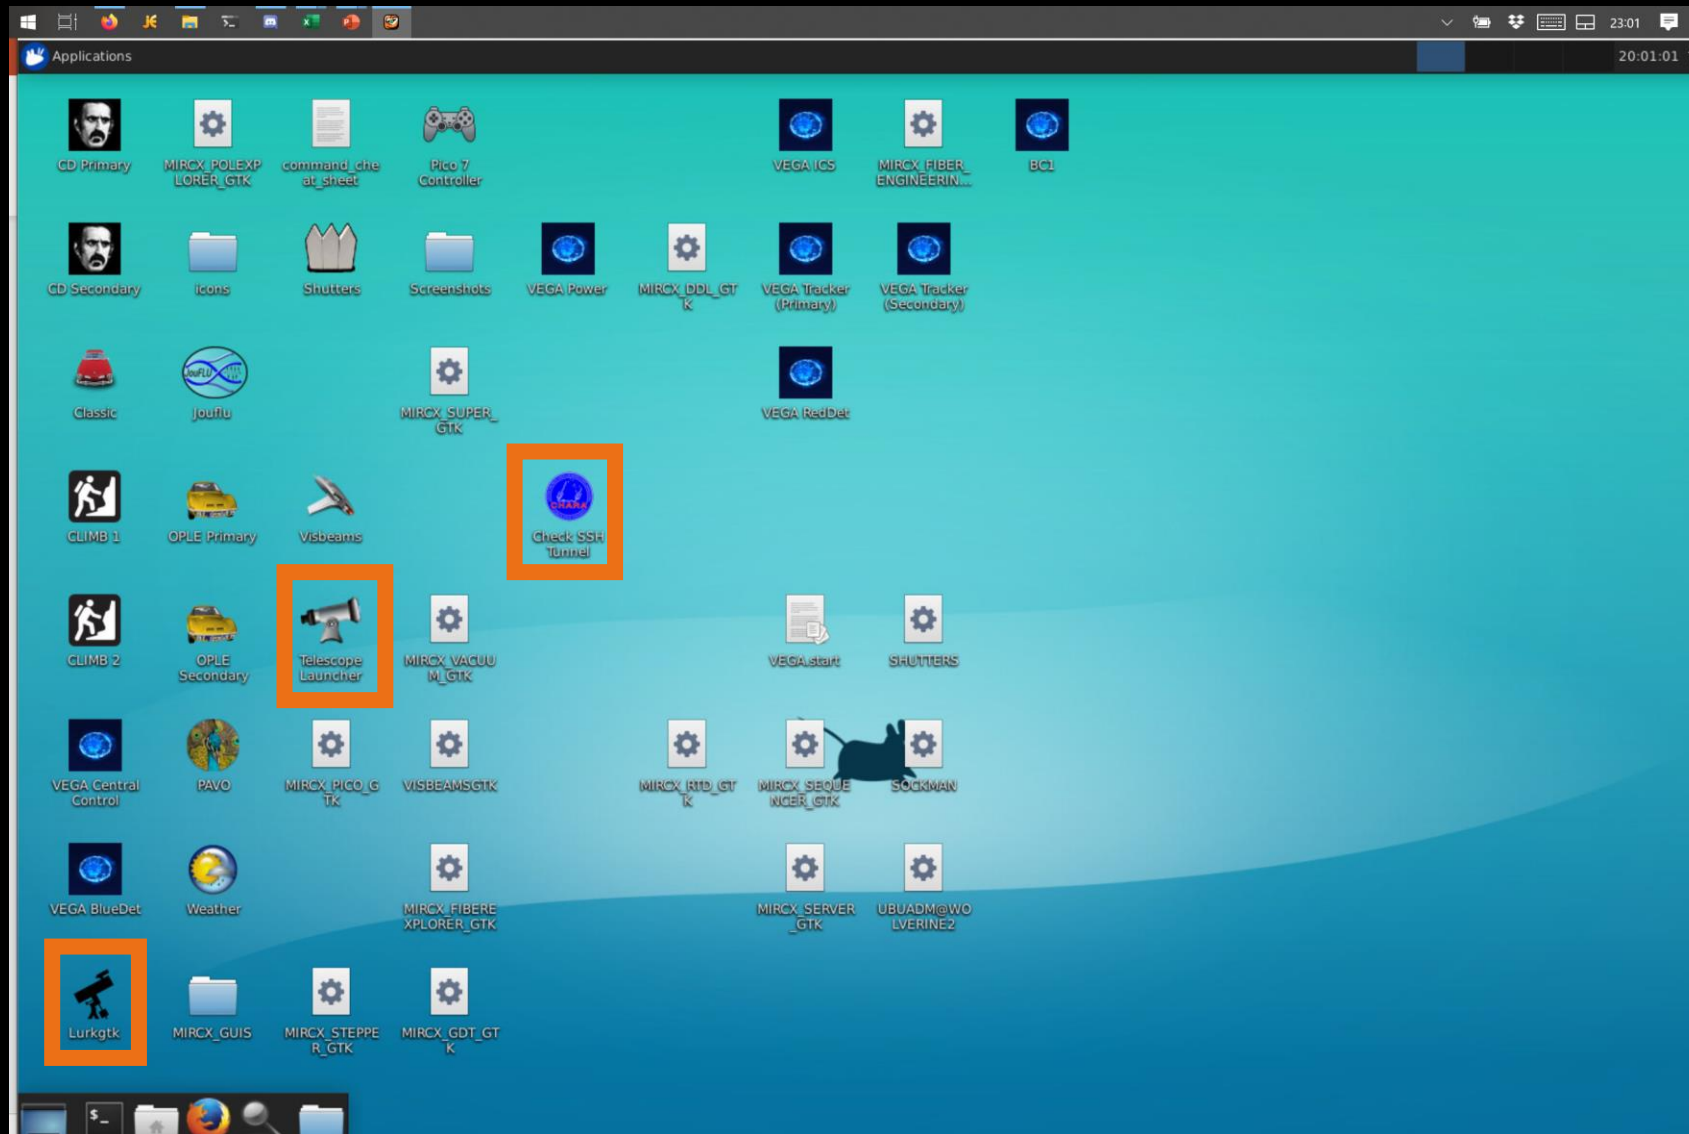 23:01
Applications
20:01:01
CD Primary
MIRCX_POLEXP
LORER_GTK
command_che
at_sheet
Pico 7
Controller
VEGA ICS
MIRCX_FIBER_
ENGINEERIN...
BC1
CD Secondary
Icons
Shutters
Screenshots
VEGA Power
MIRCX_DDL_GT
K
VEGA Tracker
(Primary)
VEGA Tracker
(Secondary)
Classic
JouFLU
Jouflu
MIRCX_SUPER_
GTK
VEGA RedDet
CLIMB 1
OPLE Primary
Visbeams
CHARA
Check SSH
Tunnel
CLIMB 2
OPLE
Secondary
Telescope
Launcher
MIRCX_VACUU
M_GTK
VEGA.start
SHUTTERS
VEGA Central
Control
PAVO
MIRCX_PICO_G
TK
VISBEAMSGTK
MIRCX_RTD_GT
K
MIRCX_SEQUE
NCER_GTK
SOCKMAN
VEGA BlueDet
Weather
MIRCX_FIBERE
XPLORER_GTK
MIRCX_SERVER
_GTK
UBUADM@WO
LVERINE2
Lurkgtk
MIRCX_GUIS
MIRCX_STEPPE
R_GTK
MIRCX_GDT_GT
K
$_